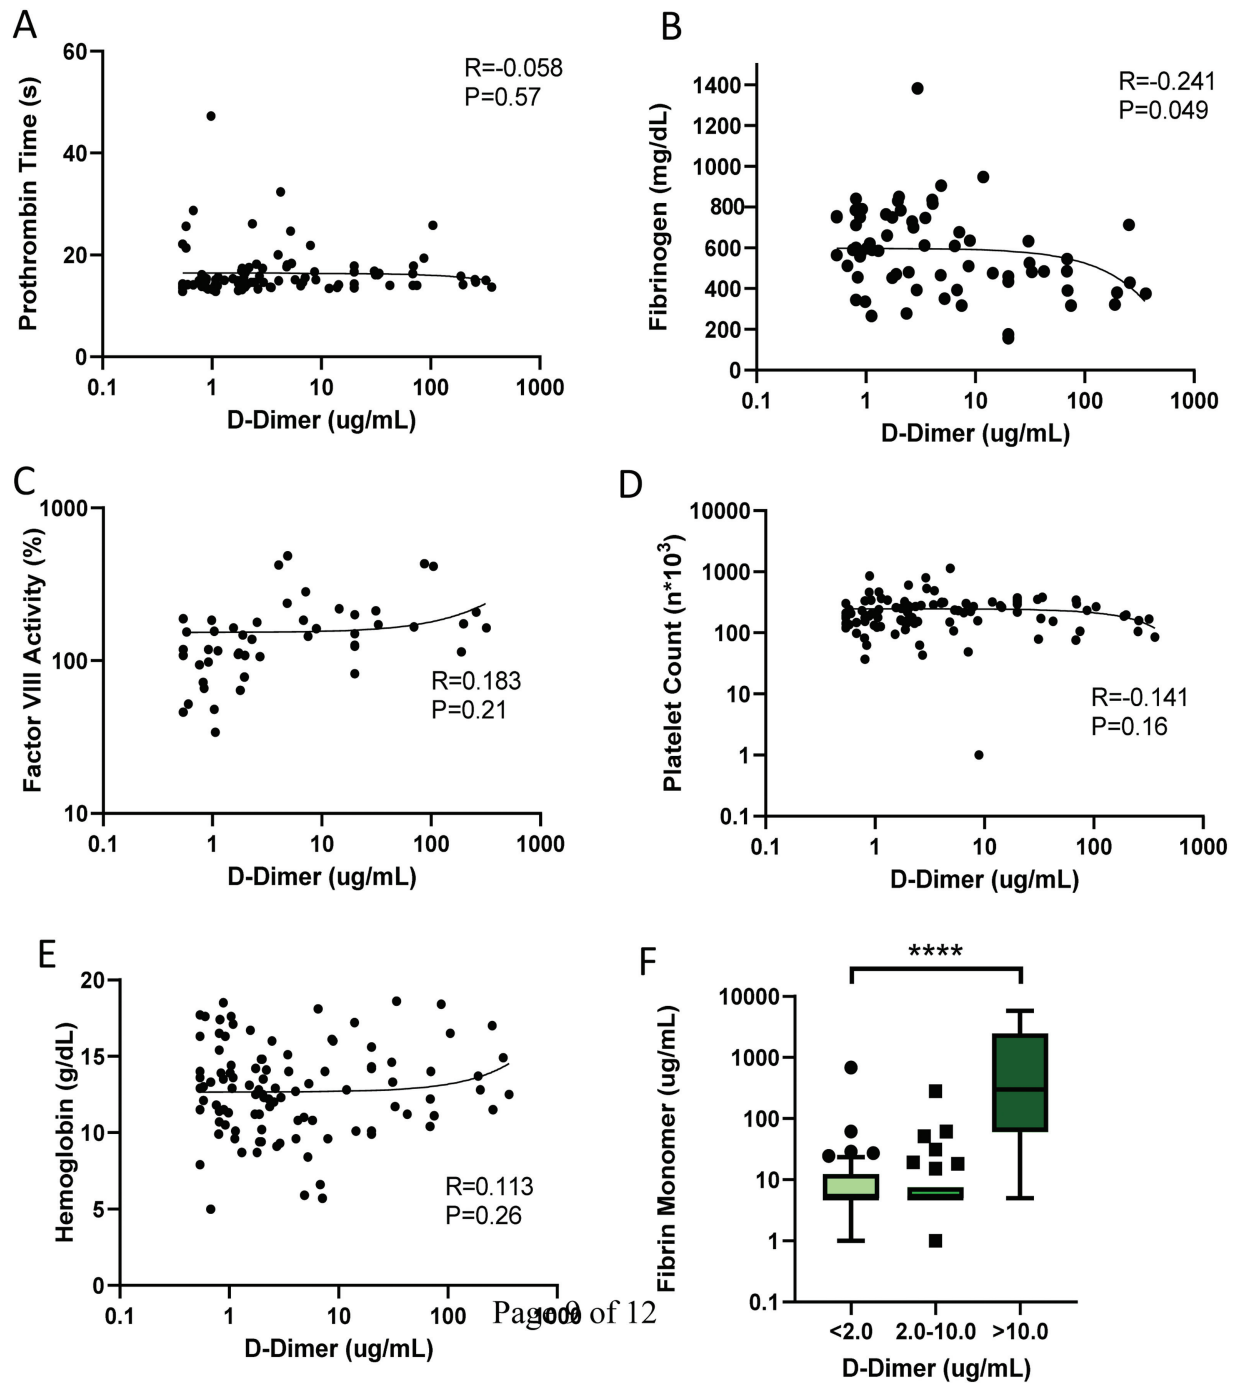 A
60
40
20
0
Prothrombin Time (s)
R=-0.058
P=0.57
0.1 1 10 100 1000
D-Dimer (ug/mL)
B
1400
1200
1000
800
600
400
200
0
Fibrinogen (mg/dL)
R=-0.241
P=0.049
0.1 1 10 100 1000
D-Dimer (ug/mL)
C
1000
100
10
Factor VIII Activity (%)
R=0.183
P=0.21
0.1 1 10 100 1000
D-Dimer (ug/mL)
D
10000
1000
100
10
1
0.1
Platelet Count (n*10³)
R=-0.141
P=0.16
0.1 1 10 100 1000
D-Dimer (ug/mL)
E
20
15
10
5
0
Hemoglobin (g/dL)
R=0.113
P=0.26
0.1 1 10 100 1000
D-Dimer (ug/mL)
F
****
10000
1000
100
10
1
0.1
Fibrin Monomer (ug/mL)
<2.0 2.0-10.0 >10.0
D-Dimer (ug/mL)
Page 9 of 12